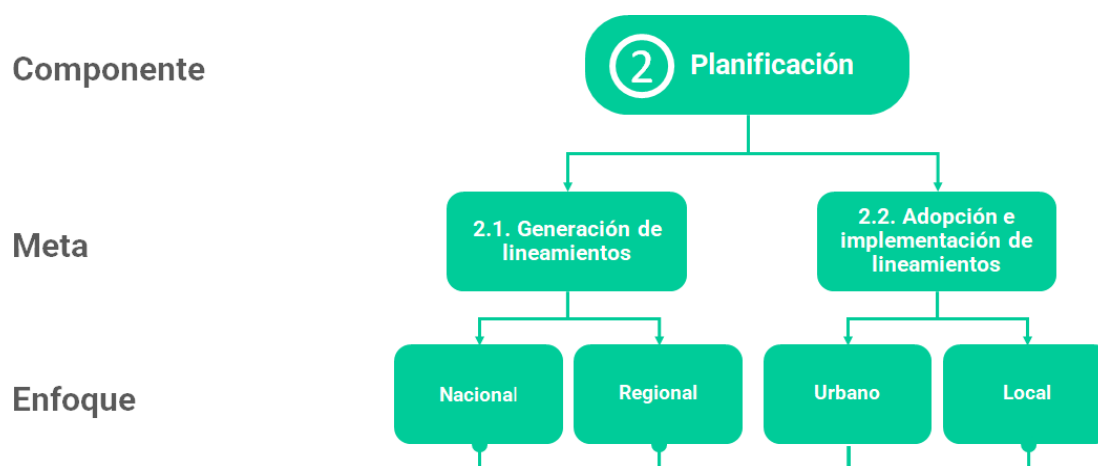 Componente
2 Planificación
Meta
2.1. Generación de
lineamientos
2.2. Adopción e
implementación de
lineamientos
Enfoque
Nacional
Regional
Urbano
Local